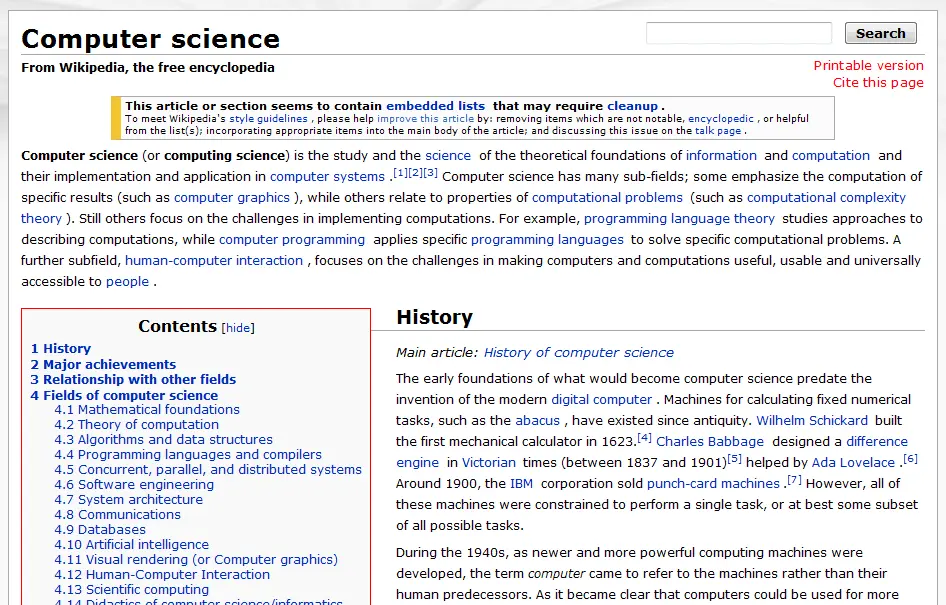 Computer science
Search
From Wikipedia, the free encyclopedia
Printable version
Cite this page
This article or section seems to contain embedded lists that may require cleanup .
To meet Wikipedia's style guidelines , please help improve this article by: removing items which are not notable, encyclopedic , or helpful
from the list(s); incorporating appropriate items into the main body of the article; and discussing this issue on the talk page .
Computer science (or computing science) is the study and the science of the theoretical foundations of information and computation and
their implementation and application in computer systems .[1][2][3] Computer science has many sub-fields; some emphasize the computation of
specific results (such as computer graphics ), while others relate to properties of computational problems (such as computational complexity
theory ). Still others focus on the challenges in implementing computations. For example, programming language theory studies approaches to
describing computations, while computer programming applies specific programming languages to solve specific computational problems. A
further subfield, human-computer interaction , focuses on the challenges in making computers and computations useful, usable and universally
accessible to people .
Contents [hide]
1 History
2 Major achievements
3 Relationship with other fields
4 Fields of computer science
4.1 Mathematical foundations
4.2 Theory of computation
4.3 Algorithms and data structures
4.4 Programming languages and compilers
4.5 Concurrent, parallel, and distributed systems
4.6 Software engineering
4.7 System architecture
4.8 Communications
4.9 Databases
4.10 Artificial intelligence
4.11 Visual rendering (or Computer graphics)
4.12 Human-Computer Interaction
4.13 Scientific computing
4.14 Didactics of computer science/informatics
History
Main article: History of computer science
The early foundations of what would become computer science predate the
invention of the modern digital computer . Machines for calculating fixed numerical
tasks, such as the abacus , have existed since antiquity. Wilhelm Schickard built
the first mechanical calculator in 1623.[4] Charles Babbage designed a difference
engine in Victorian times (between 1837 and 1901)[5] helped by Ada Lovelace .[6]
Around 1900, the IBM corporation sold punch-card machines .[7] However, all of
these machines were constrained to perform a single task, or at best some subset
of all possible tasks.
During the 1940s, as newer and more powerful computing machines were
developed, the term computer came to refer to the machines rather than their
human predecessors. As it became clear that computers could be used for more